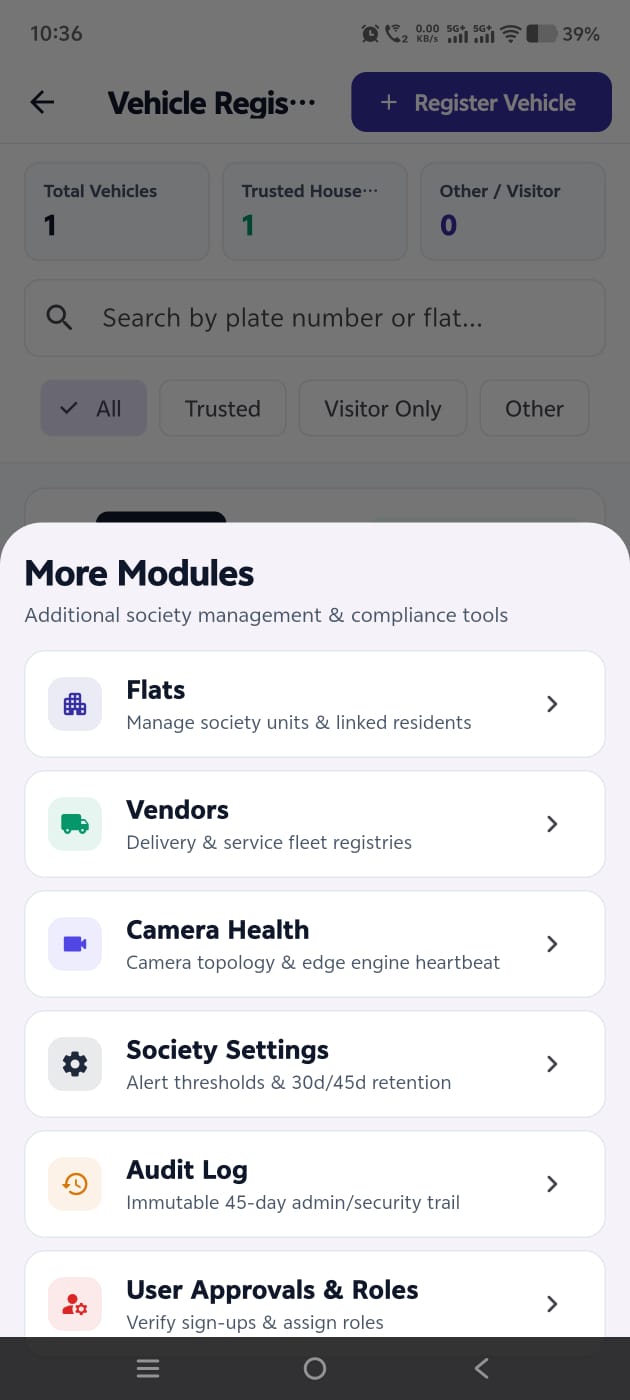 10:36
2
0.00
KB/s
5G+
5G+
39%
Vehicle Regis···
+ Register Vehicle
Total Vehicles
1
Trusted House···
1
Other / Visitor
0
Search by plate number or flat...
All
Trusted
Visitor Only
Other
More Modules
Additional society management & compliance tools
Flats
Manage society units & linked residents
Vendors
Delivery & service fleet registries
Camera Health
Camera topology & edge engine heartbeat
Society Settings
Alert thresholds & 30d/45d retention
Audit Log
Immutable 45-day admin/security trail
User Approvals & Roles
Verify sign-ups & assign roles